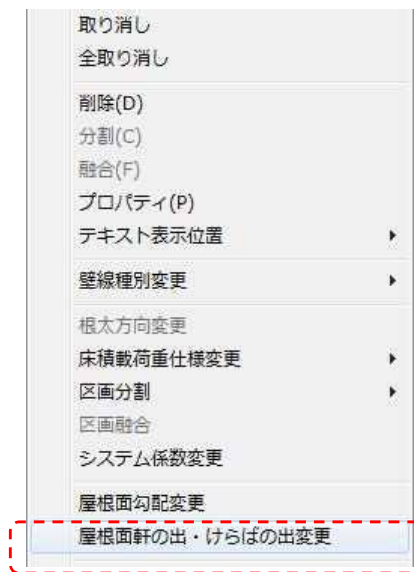 取り消し
全取り消し
削除(D)
分割(C)
融合(F)
プロパティ(P)
テキスト表示位置
壁線種別変更
根太方向変更
床積載荷重仕様変更
区画分割
区画融合
システム係数変更
屋根面勾配変更
屋根面軒の出・けらばの出変更